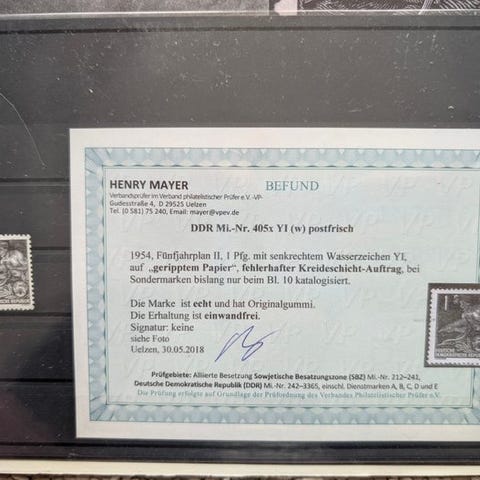 HENRY MAYER
BEFUND
Verbandsprüfer im Verband philatelistischer Prüfer e.V. -VP-
Gudesstraße 4, D 29525 Uelzen
Tel. (0 581) 75 240, Email: mayer@vpev.de
DDR Mi.-Nr. 405x YI (w) postfrisch
1954, Fünfjahrplan II, 1 Pfg. mit senkrechtem Wasserzeichen YI,
auf „geripptem Papier", fehlerhafter Kreideschicht-Auftrag, bei
Sondermarken bislang nur beim Bl. 10 katalogisiert.
Die Marke ist echt und hat Originalgummi.
Die Erhaltung ist einwandfrei.
Signatur: keine
siehe Foto
Uelzen, 30.05.2018
Prüfgebiete: Alliierte Besetzung Sowjetische Besatzungszone (SBZ) Mi.-Nr. 212–241,
Deutsche Demokratische Republik (DDR) Mi.-Nr. 242–3365, einschl. Dienstmarken A, B, C, D und E
Die Prüfung erfolgte auf Grundlage der Prüfordnung des Verbandes Philatelistischer Prüfer e.V.